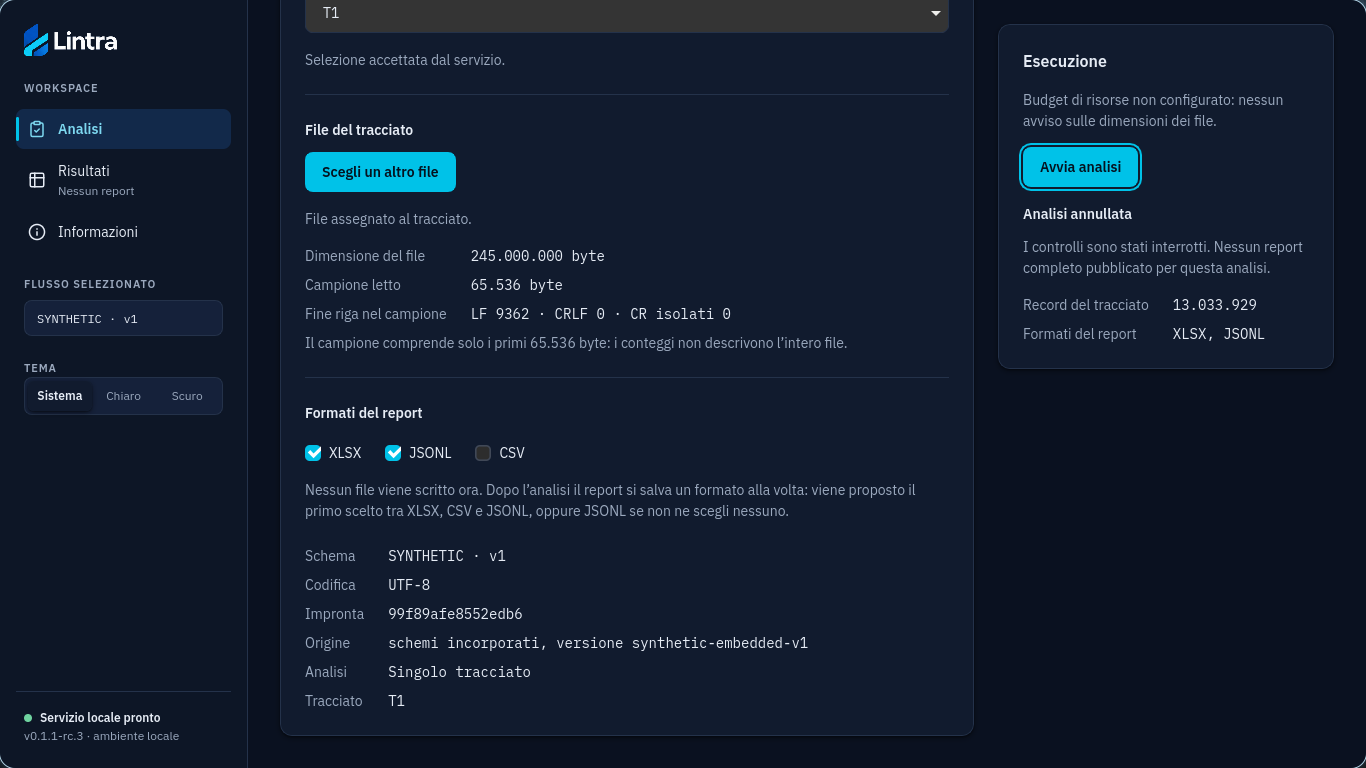 Lintra
WORKSPACE
Analisi
Risultati
Nessun report
Informazioni
FLUSSO SELEZIONATO
SYNTHETIC · v1
TEMA
Sistema
Chiaro
Scuro
Servizio locale pronto
v0.1.1-rc.3 · ambiente locale
T1
Selezione accettata dal servizio.
File del tracciato
Scegli un altro file
File assegnato al tracciato.
Dimensione del file 245.000.000 byte
Campione letto 65.536 byte
Fine riga nel campione LF 9362 · CRLF 0 · CR isolati 0
Il campione comprende solo i primi 65.536 byte: i conteggi non descrivono l’intero file.
Formati del report
XLSX JSONL CSV
Nessun file viene scritto ora. Dopo l’analisi il report si salva un formato alla volta: viene proposto il
primo scelto tra XLSX, CSV e JSONL, oppure JSONL se non ne scegli nessuno.
Schema SYNTHETIC · v1
Codifica UTF-8
Impronta 99f89afe8552edb6
Origine schemi incorporati, versione synthetic-embedded-v1
Analisi Singolo tracciato
Tracciato T1
Esecuzione
Budget di risorse non configurato: nessun
avviso sulle dimensioni dei file.
Avvia analisi
Analisi annullata
I controlli sono stati interrotti. Nessun report
completo pubblicato per questa analisi.
Record del tracciato 13.033.929
Formati del report XLSX, JSONL